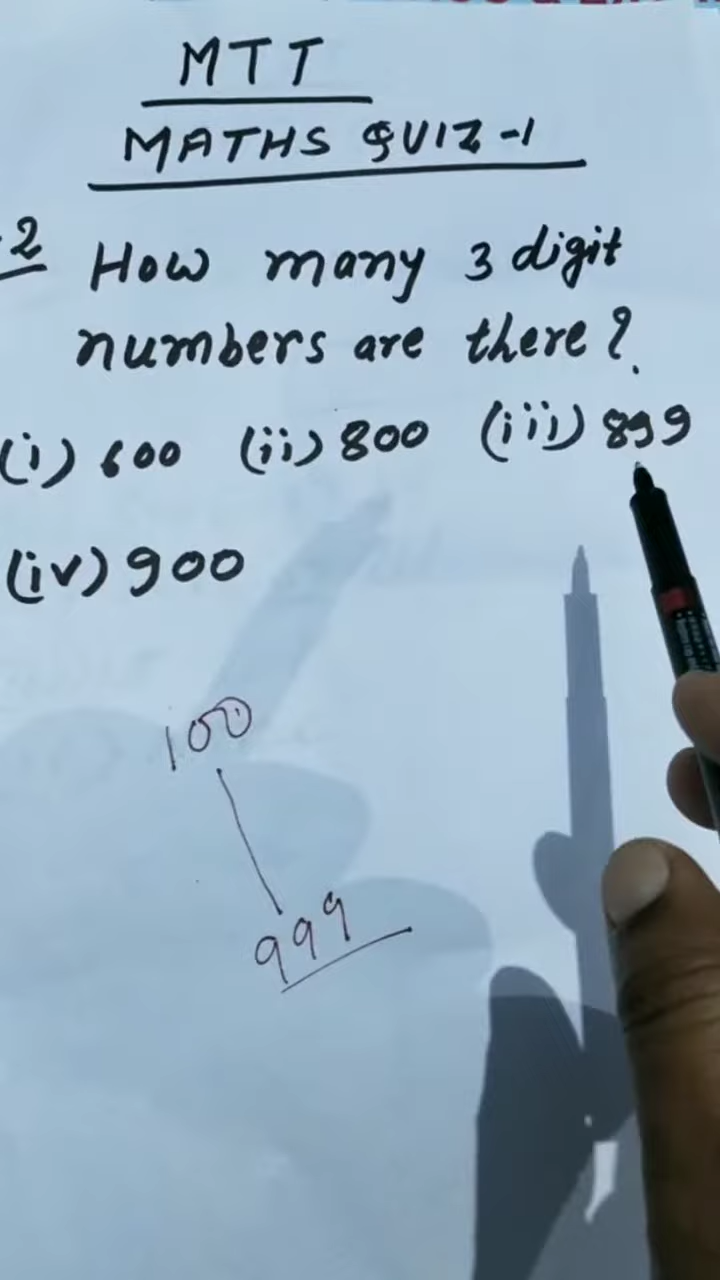 MTT
MATHS QUIZ-1
2 How many 3 digit
numbers are there?
(i) 600 (ii) 800 (iii) 899
(iv) 900
100
999